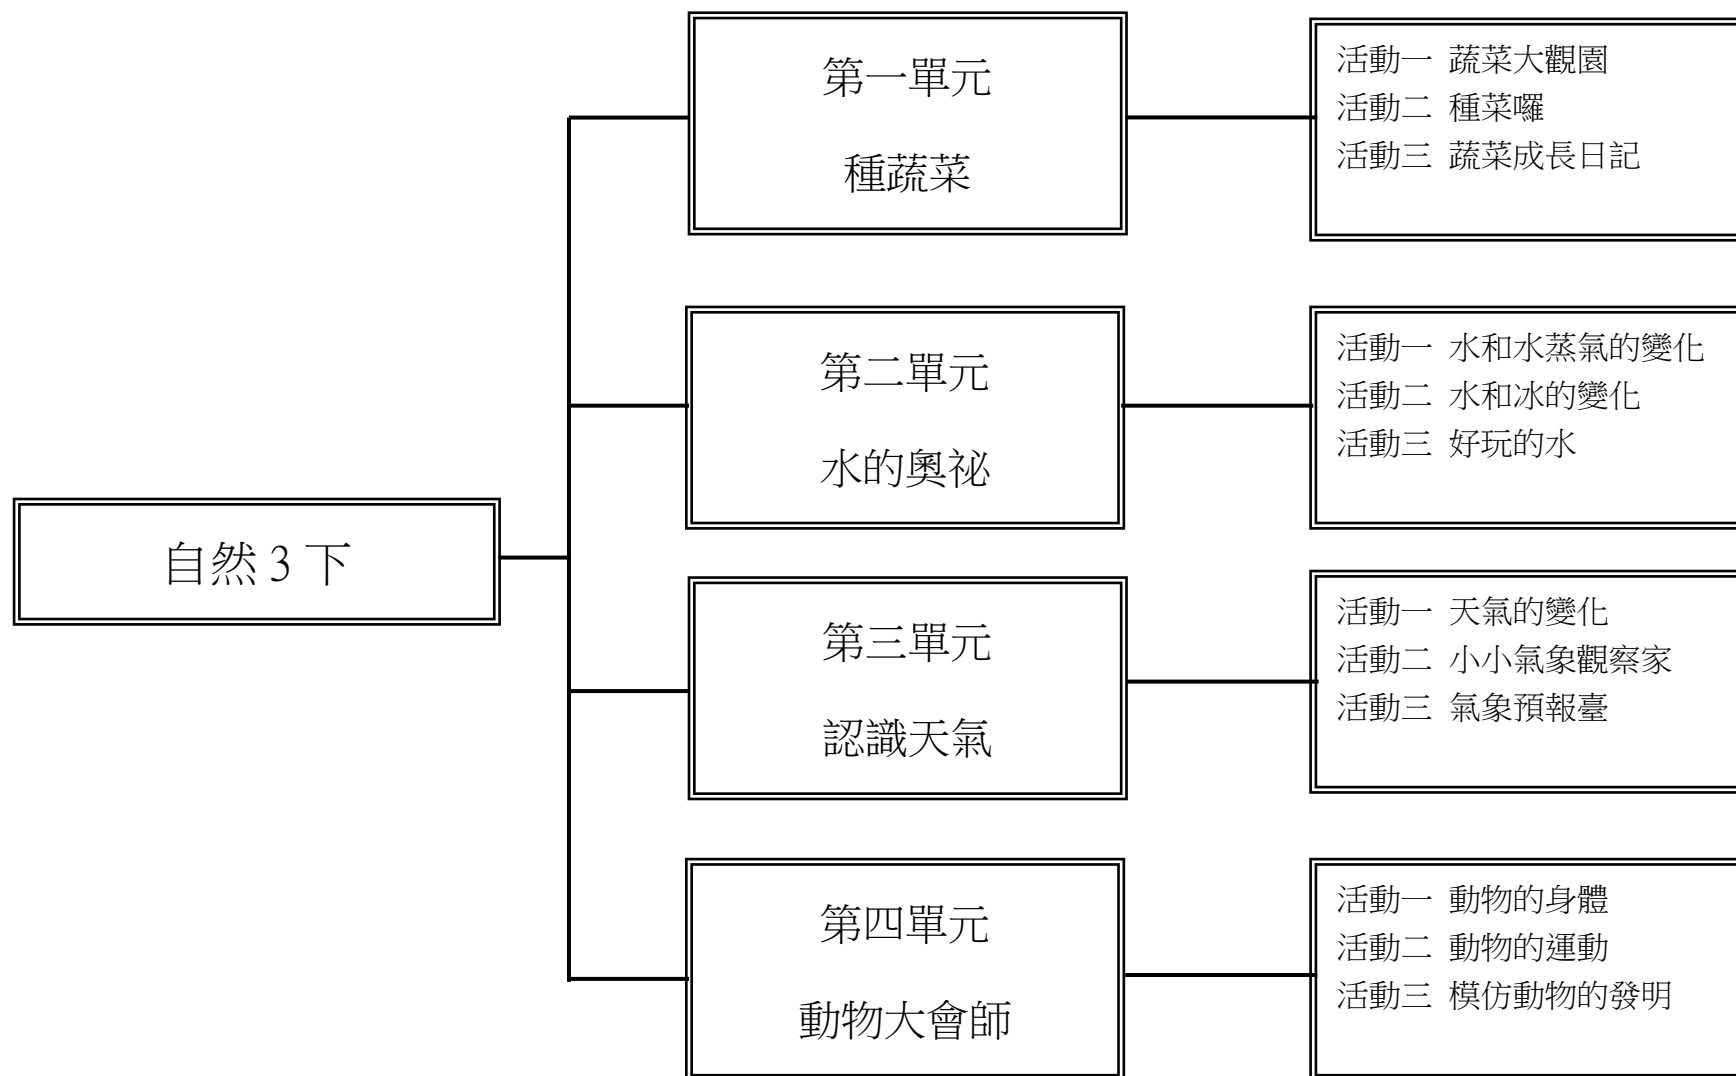 自然 3 下
第一單元
種蔬菜
活動一 蔬菜大觀園
活動二 種菜囉
活動三 蔬菜成長日記
第二單元
水的奧祕
活動一 水和水蒸氣的變化
活動二 水和冰的變化
活動三 好玩的水
第三單元
認識天氣
活動一 天氣的變化
活動二 小小氣象觀察家
活動三 氣象預報臺
第四單元
動物大會師
活動一 動物的身體
活動二 動物的運動
活動三 模仿動物的發明